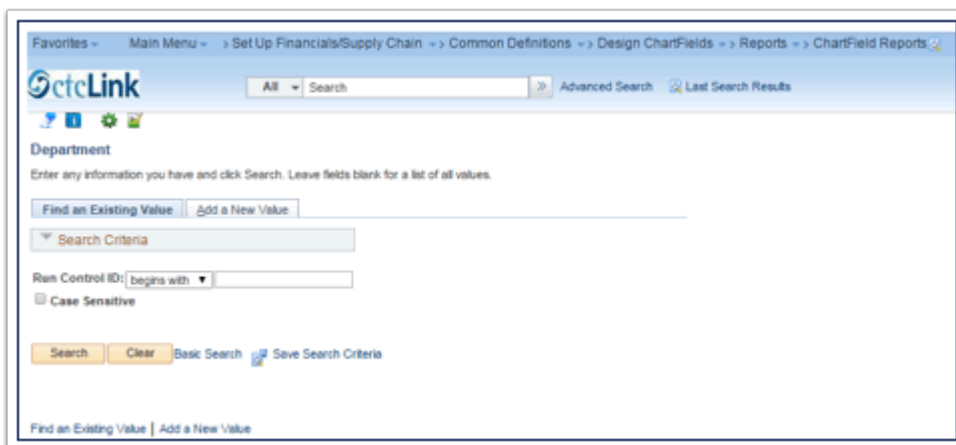 Favorites Main Menu > Set Up Financials/Supply Chain > Common Definitions > Design ChartFields > Reports > ChartField Reports
ctcLink All Search » Advanced Search Last Search Results
Department
Enter any information you have and click Search. Leave fields blank for a list of all values.
Find an Existing Value Add a New Value
Search Criteria
Run Control ID: begins with
Case Sensitive
Search Clear Basic Search Save Search Criteria
Find an Existing Value | Add a New Value